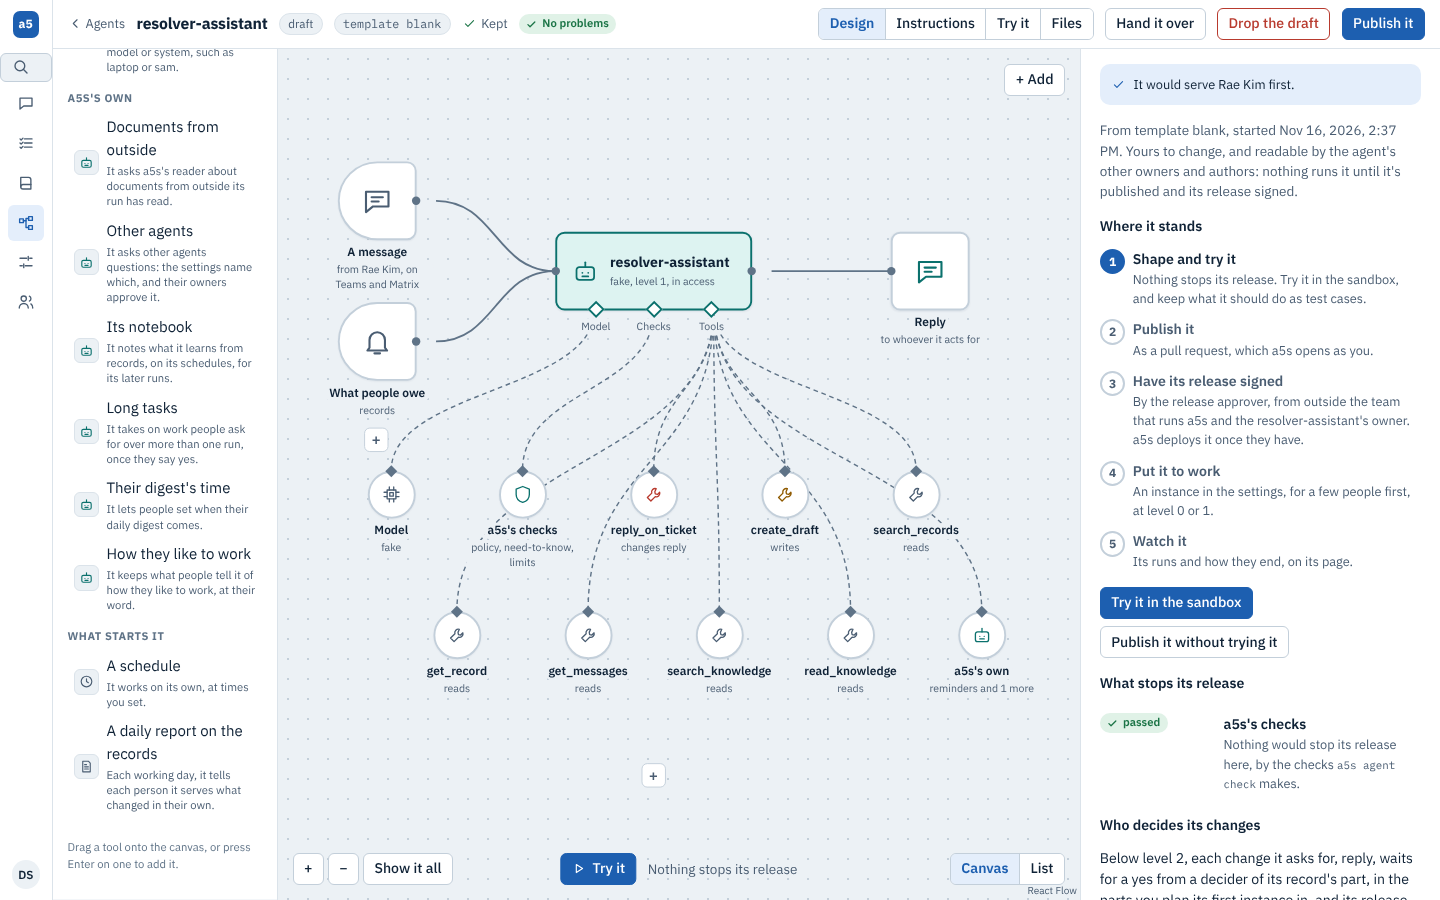 a5
Agents
resolver-assistant
draft
template blank
Kept
No problems
Design
Instructions
Try it
Files
Hand it over
Drop the draft
Publish it
model or system, such as
laptop or sam.
A5S'S OWN
Documents from
outside
It asks a5s's reader about
documents from outside its
run has read.
Other agents
It asks other agents
questions: the settings name
which, and their owners
approve it.
Its notebook
It notes what it learns from
records, on its schedules, for
its later runs.
Long tasks
It takes on work people ask
for over more than one run,
once they say yes.
Their digest's time
It lets people set when their
daily digest comes.
How they like to work
It keeps what people tell it of
how they like to work, at their
word.
WHAT STARTS IT
A schedule
It works on its own, at times
you set.
A daily report on the
records
Each working day, it tells
each person it serves what
changed in their own.
Drag a tool onto the canvas, or press
Enter on one to add it.
DS
+ Add
A message
from Rae Kim, on
Teams and Matrix
What people owe
records
+
resolver-assistant
fake, level 1, in access
Model
Checks
Tools
Reply
to whoever it acts for
Model
fake
a5s's checks
policy, need-to-know,
limits
reply_on_ticket
changes reply
create_draft
writes
search_records
reads
get_record
reads
get_messages
reads
search_knowledge
reads
read_knowledge
reads
a5s's own
reminders and 1 more
+
+
−
Show it all
Try it
Nothing stops its release
Canvas
List
React Flow
It would serve Rae Kim first.
From template blank, started Nov 16, 2026, 2:37
PM. Yours to change, and readable by the agent's
other owners and authors: nothing runs it until it's
published and its release signed.
Where it stands
1
Shape and try it
Nothing stops its release. Try it in the sandbox,
and keep what it should do as test cases.
2
Publish it
As a pull request, which a5s opens as you.
3
Have its release signed
By the release approver, from outside the team
that runs a5s and the resolver-assistant's owner.
a5s deploys it once they have.
4
Put it to work
An instance in the settings, for a few people first,
at level 0 or 1.
5
Watch it
Its runs and how they end, on its page.
Try it in the sandbox
Publish it without trying it
What stops its release
passed
a5s's checks
Nothing would stop its release
here, by the checks a5s agent
check makes.
Who decides its changes
Below level 2, each change it asks for, reply, waits
for a yes from a decider of its record's part, in the
parts you plan its first instance in, and its release